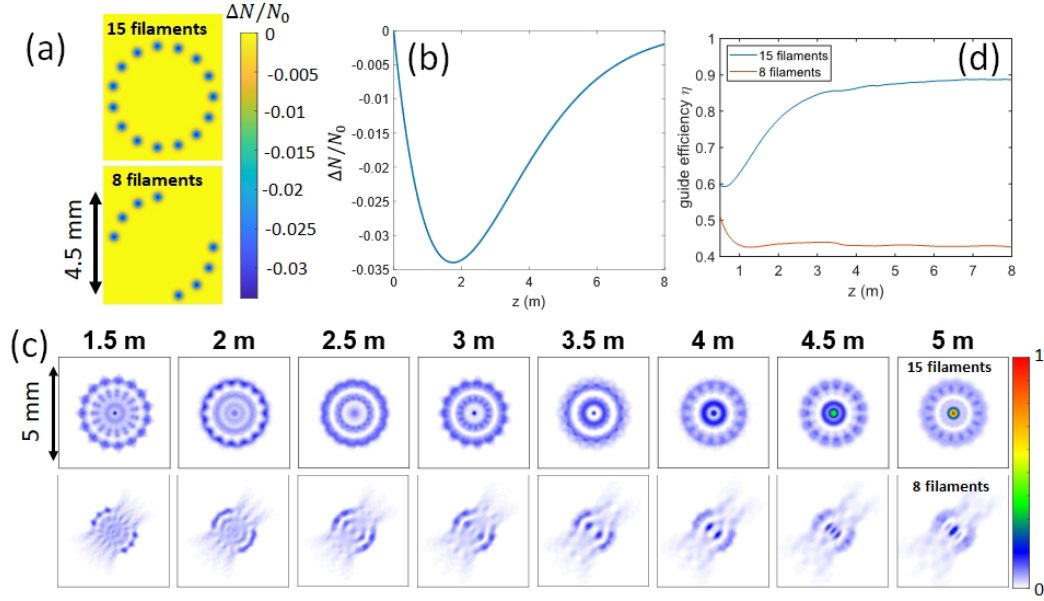 (a)
15 filaments
8 filaments
4.5 mm
ΔN/N₀
0
-0.005
-0.01
-0.015
-0.02
-0.025
-0.03
(b)
ΔN/N₀
0
-0.005
-0.01
-0.015
-0.02
-0.025
-0.03
-0.035
0 2 4 6 8
z (m)
(d)
15 filaments
8 filaments
guide efficiency η
1
0.9
0.8
0.7
0.6
0.5
0.4
1 2 3 4 5 6 7 8
z (m)
(c)
1.5 m 2 m 2.5 m 3 m 3.5 m 4 m 4.5 m 5 m
5 mm
15 filaments
8 filaments
1
0